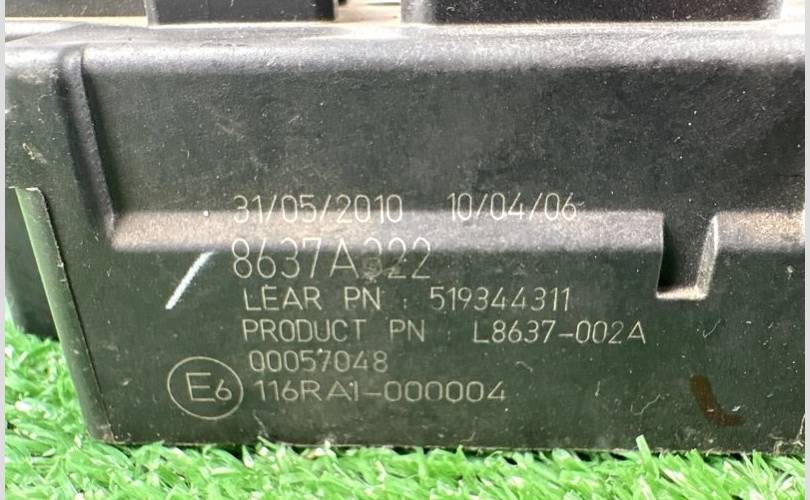 31/05/2010 10/04/06
8637A322
LEAR PN : 519344311
PRODUCT PN L8637-002A
00057048
E6 116RA1-000004